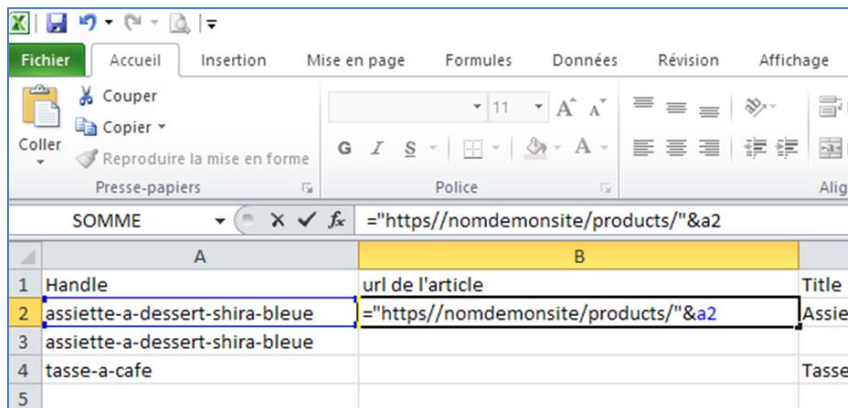 Fichier Accueil Insertion Mise en page Formules Données Révision Affichage
Couper
Copier
Coller
Reproduire la mise en forme
11
A A
G I S A
Presse-papiers Police Alig
SOMME fx ="https//nomdemonsite/products/"&a2
A B
1 Handle url de l'article Title
2 assiette-a-dessert-shira-bleue ="https//nomdemonsite/products/"&a2 Assie
3 assiette-a-dessert-shira-bleue
4 tasse-a-cafe Tasse
5